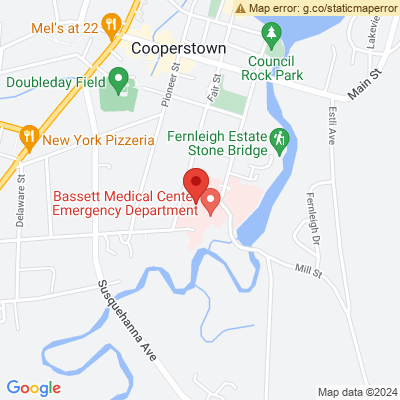 Map error: g.co/staticmaperror
Mel's at 22
Cooperstown
Council
Rock Park
Lakevie
Doubleday Field
Pioneer St
Fair St
Main St
Estli Ave
New York Pizzeria
Fernleigh Estate
Stone Bridge
Delaware St
Bassett Medical Center
Emergency Department
Fernleigh Dr
Mill St
Susquehanna Ave
Google
Map data ©2024